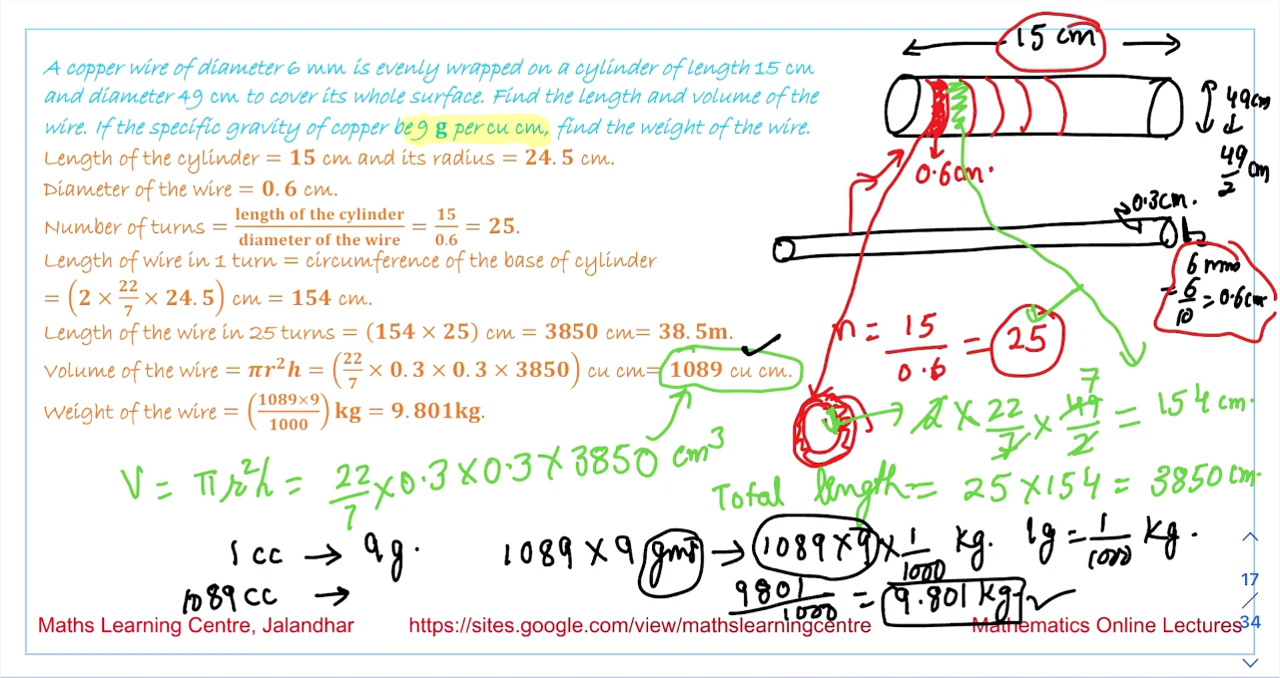 A copper wire of diameter 6 mm is evenly wrapped on a cylinder of length 15 cm
and diameter 49 cm to cover its whole surface. Find the length and volume of the
wire. If the specific gravity of copper be 9 g per cu cm, find the weight of the wire.
Length of the cylinder = 15 cm and its radius = 24.5 cm.
Diameter of the wire = 0.6 cm.
Number of turns = length of the cylinder / diameter of the wire = 15/0.6 = 25.
Length of wire in 1 turn = circumference of the base of cylinder
= (2 × 22/7 × 24.5) cm = 154 cm.
Length of the wire in 25 turns = (154 × 25) cm = 3850 cm= 38.5m.
Volume of the wire = πr²h = (22/7 × 0.3 × 0.3 × 3850) cu cm= 1089 cu cm.
Weight of the wire = (1089×9/1000) kg = 9.801kg.
15 cm
49cm
49/2 cm
0.6cm.
0.3cm.
h
6 mm
= 6/10 = 0.6cm
n = 15/0.6 = 25
2 × 22/7 × 49/2 = 154 cm.
7
V = πr²h = 22/7 × 0.3 × 0.3 × 3850 cm³
Total length = 25 × 154 = 3850 cm.
1 cc → 9g.
1089 × 9 gms → 1089 × 9 × 1/1000 kg.
1g = 1/1000 kg.
1089 cc →
9801/1000 = 9.801 kg
Maths Learning Centre, Jalandhar
https://sites.google.com/view/mathslearningcentre
Mathematics Online Lectures
17
/
34